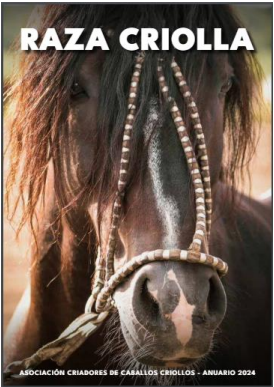 RAZA CRIOLLA
ASOCIACIÓN CRIADORES DE CABALLOS CRIOLLOS - ANUARIO 2024